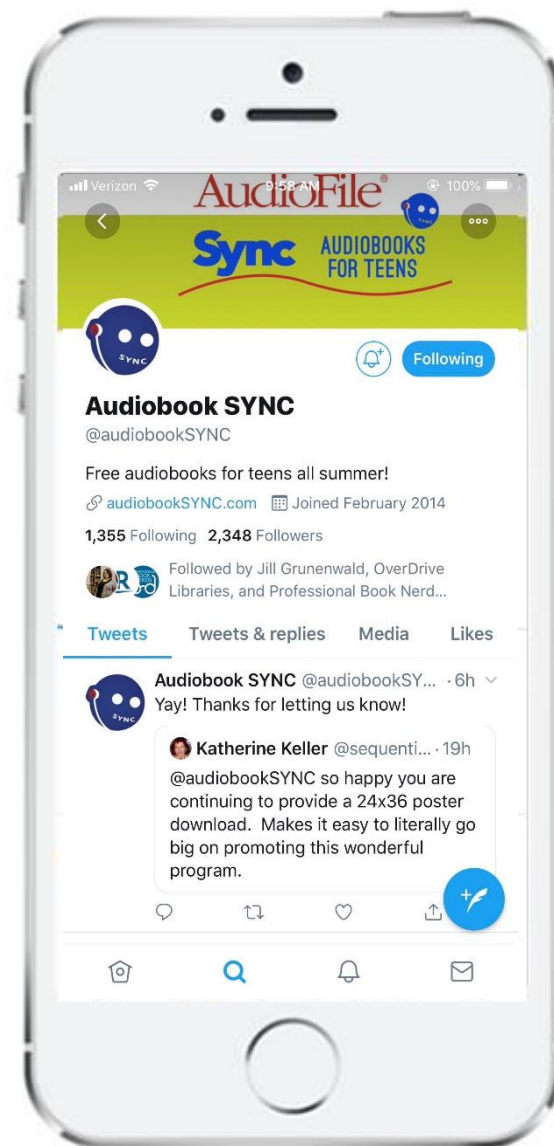 Verizon 9:58 AM 100%
AudioFile®
Sync AUDIOBOOKS
FOR TEENS
SYNC
Following
Audiobook SYNC
@audiobookSYNC
Free audiobooks for teens all summer!
audiobookSYNC.com Joined February 2014
1,355 Following 2,348 Followers
Followed by Jill Grunenwald, OverDrive
Libraries, and Professional Book Nerd...
Tweets Tweets & replies Media Likes
Audiobook SYNC @audiobookSY... · 6h
Yay! Thanks for letting us know!
SYNC
Katherine Keller @sequenti... · 19h
@audiobookSYNC so happy you are
continuing to provide a 24x36 poster
download. Makes it easy to literally go
big on promoting this wonderful
program.